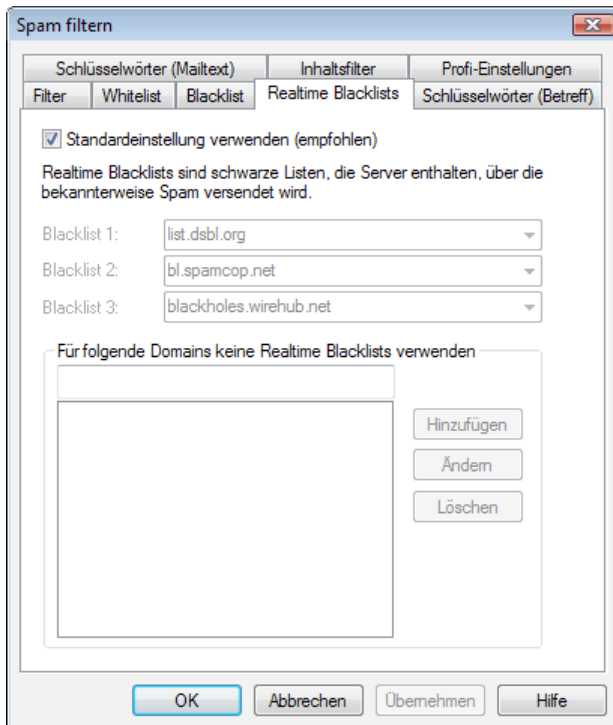 Spam filtern
Schlüsselwörter (Mailtext) Inhaltsfilter Profi-Einstellungen
Filter Whitelist Blacklist Realtime Blacklists Schlüsselwörter (Betreff)
Standardeinstellung verwenden (empfohlen)
Realtime Blacklists sind schwarze Listen, die Server enthalten, über die
bekannterweise Spam versendet wird.
Blacklist 1: list.dsbl.org
Blacklist 2: bl.spamcop.net
Blacklist 3: blackholes.wirehub.net
Für folgende Domains keine Realtime Blacklists verwenden
Hinzufügen
Ändern
Löschen
OK Abbrechen Übernehmen Hilfe